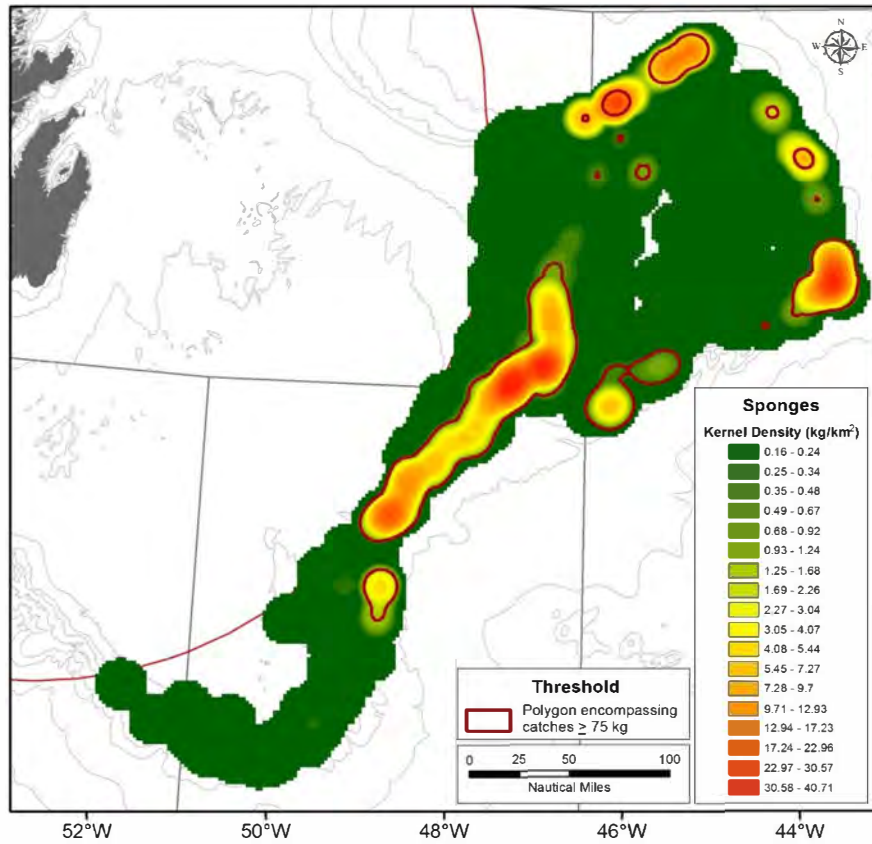 N
W E
S
Sponges
Kernel Density (kg/km²)
0.16 - 0.24
0.25 - 0.34
0.35 - 0.48
0.49 - 0.67
0.68 - 0.92
0.93 - 1.24
1.25 - 1.68
1.69 - 2.26
2.27 - 3.04
3.05 - 4.07
4.08 - 5.44
5.45 - 7.27
7.28 - 9.7
9.71 - 12.93
12.94 - 17.23
17.24 - 22.96
22.97 - 30.57
30.58 - 40.71
Threshold
Polygon encompassing
catches ≥ 75 kg
0 25 50 100
Nautical Miles
52°W 50°W 48°W 46°W 44°W